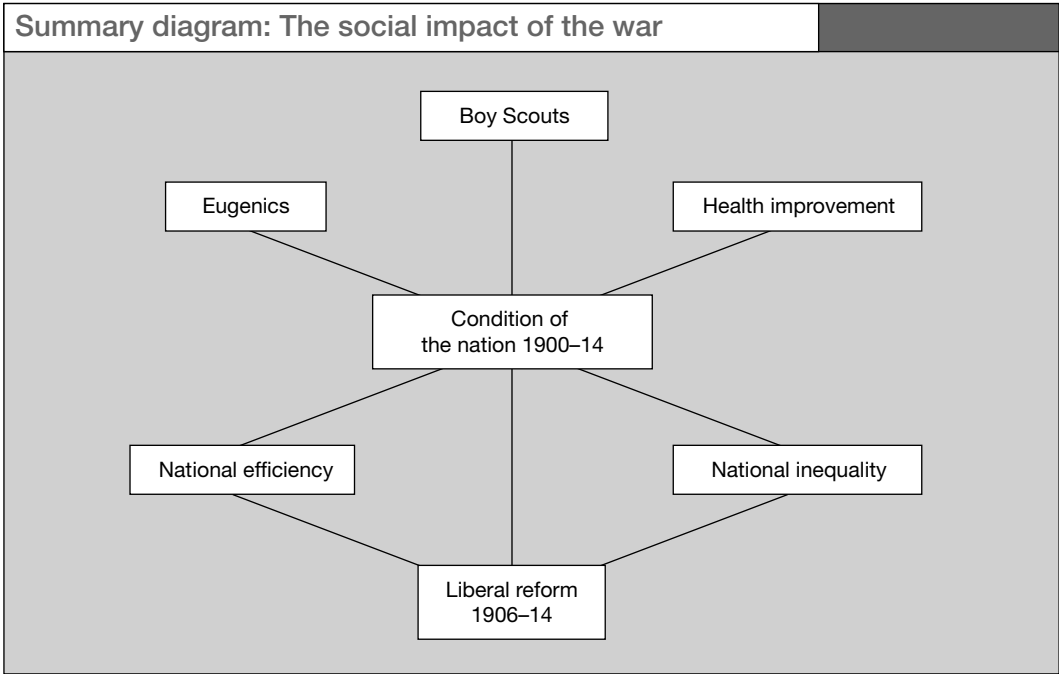 Summary diagram: The social impact of the war
Boy Scouts
Eugenics
Health improvement
Condition of
the nation 1900–14
National efficiency
National inequality
Liberal reform
1906–14